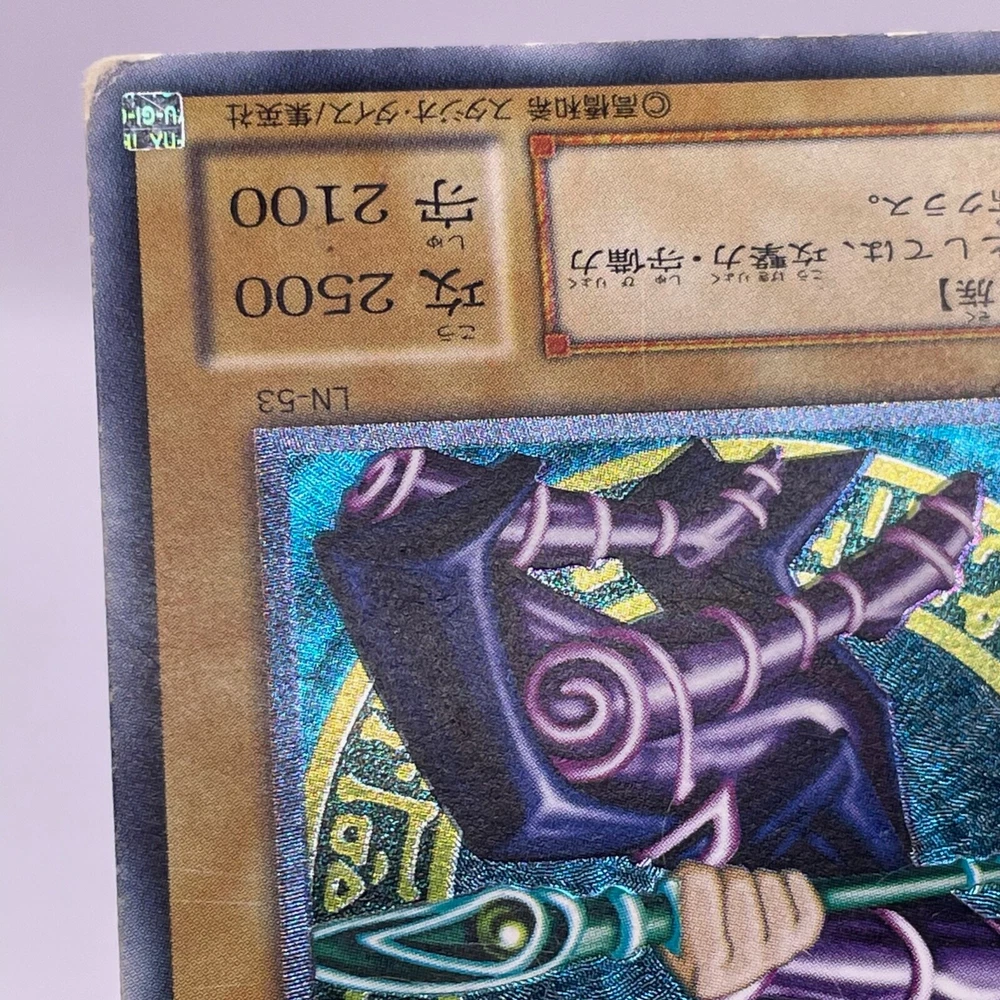 LN-53
族】
としては、攻撃力・守備力
クラス。
攻 2500
守 2100
©高橋和希 スタジオ・ダイス/集英社